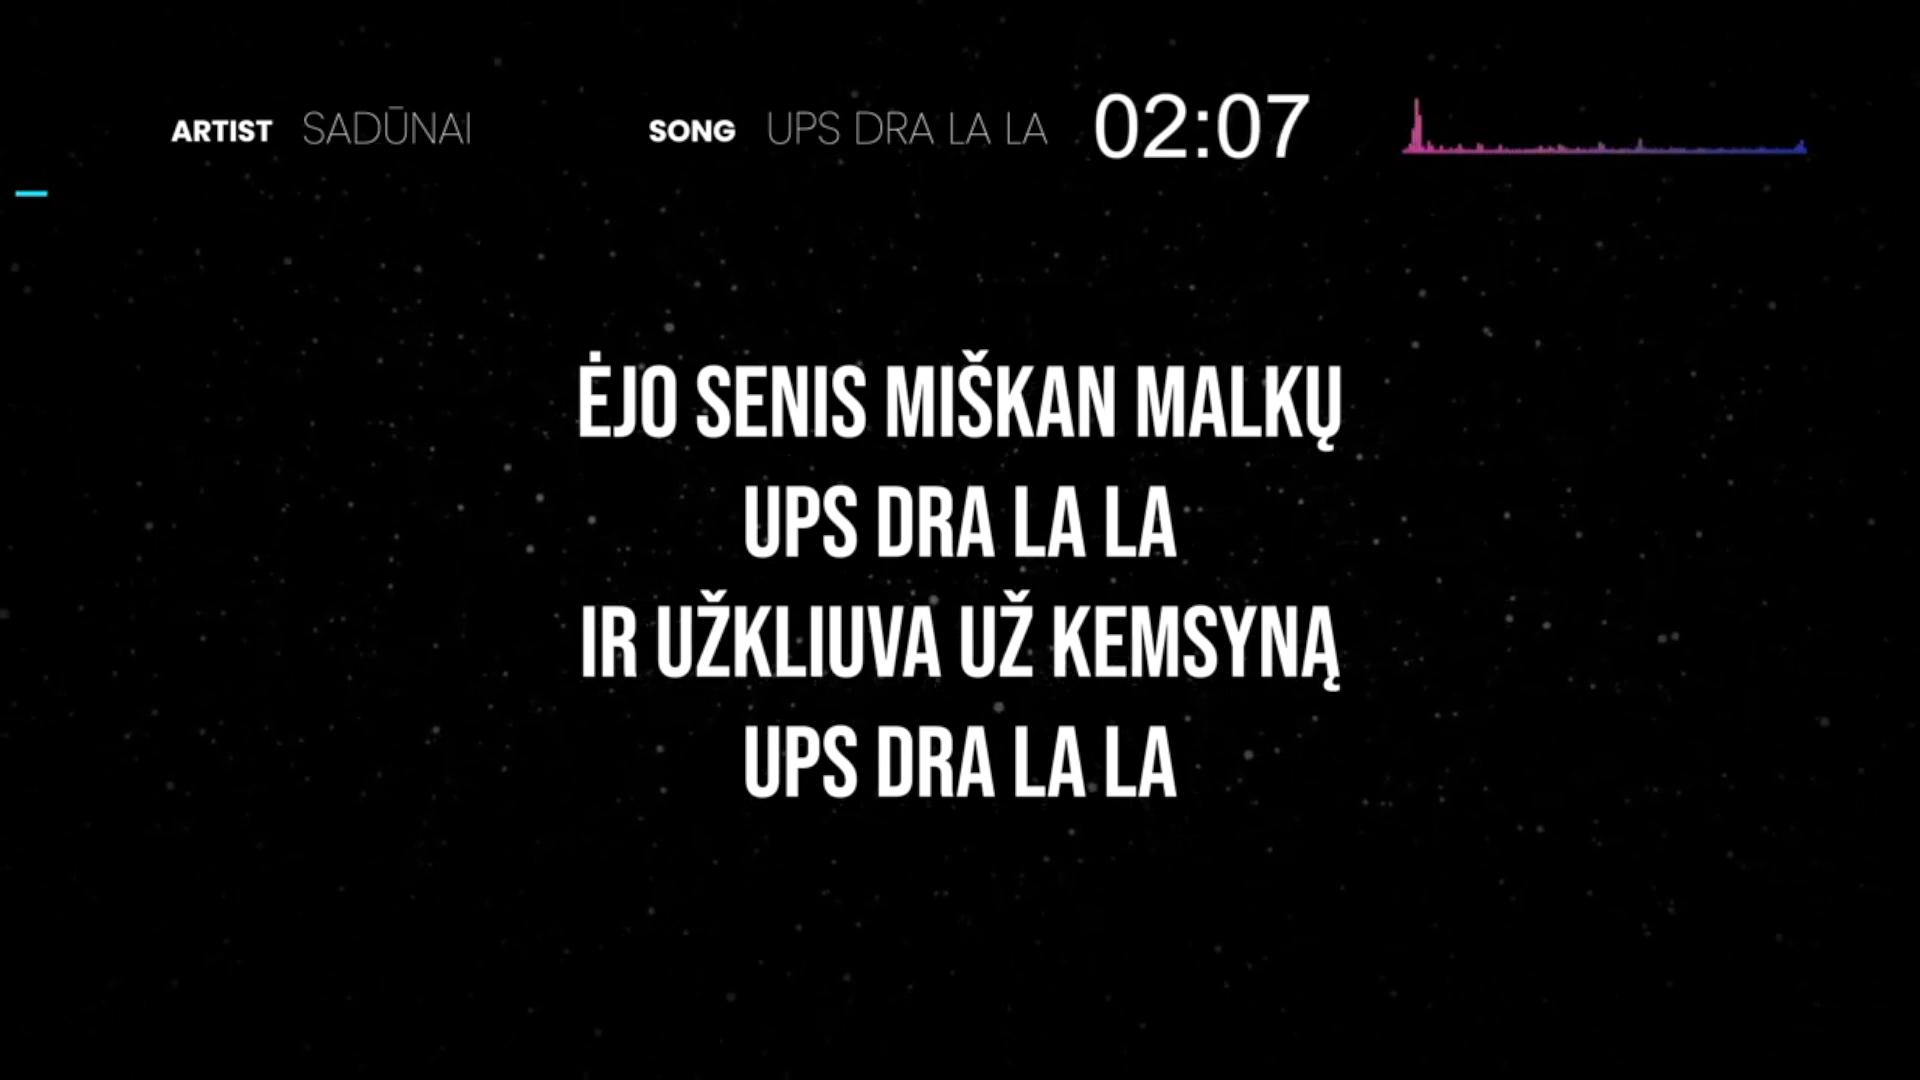 ARTIST SADŪNAI SONG UPS DRA LA LA 02:07
ĖJO SENIS MIŠKAN MALKŲ
UPS DRA LA LA
IR UŽKLIUVA UŽ KEMSYNĄ
UPS DRA LA LA